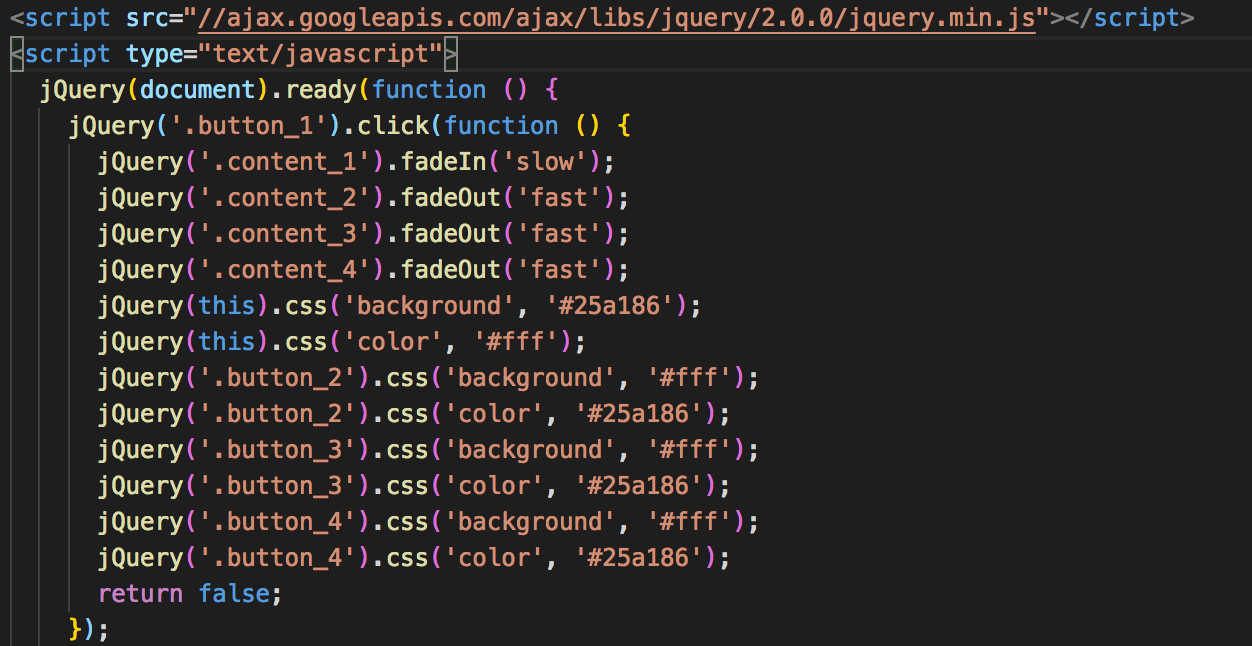 <script src="//ajax.googleapis.com/ajax/libs/jquery/2.0.0/jquery.min.js"></script>
<script type="text/javascript">
  jQuery(document).ready(function () {
    jQuery('.button_1').click(function () {
      jQuery('.content_1').fadeIn('slow');
      jQuery('.content_2').fadeOut('fast');
      jQuery('.content_3').fadeOut('fast');
      jQuery('.content_4').fadeOut('fast');
      jQuery(this).css('background', '#25a186');
      jQuery(this).css('color', '#fff');
      jQuery('.button_2').css('background', '#fff');
      jQuery('.button_2').css('color', '#25a186');
      jQuery('.button_3').css('background', '#fff');
      jQuery('.button_3').css('color', '#25a186');
      jQuery('.button_4').css('background', '#fff');
      jQuery('.button_4').css('color', '#25a186');
      return false;
    });